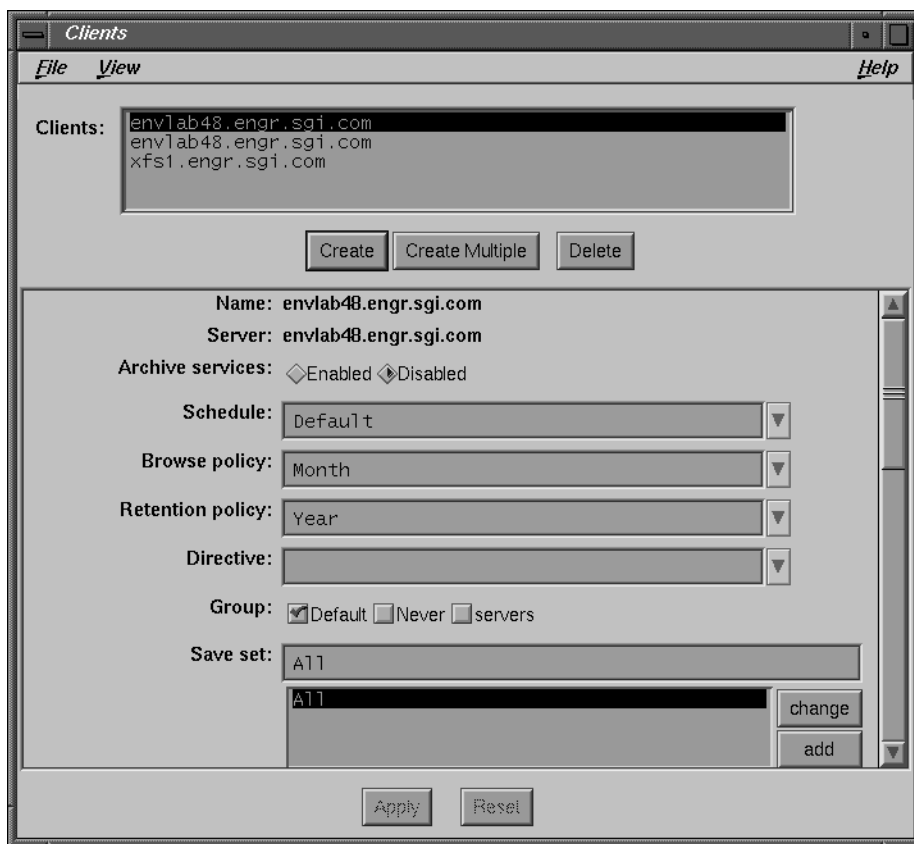 Clients
File View Help
Clients:
envlab48.engr.sgi.com
envlab48.engr.sgi.com
xfs1.engr.sgi.com
Create Create Multiple Delete
Name: envlab48.engr.sgi.com
Server: envlab48.engr.sgi.com
Archive services: Enabled Disabled
Schedule: Default
Browse policy: Month
Retention policy: Year
Directive:
Group: Default Never servers
Save set: All
All
change
add
Apply Reset